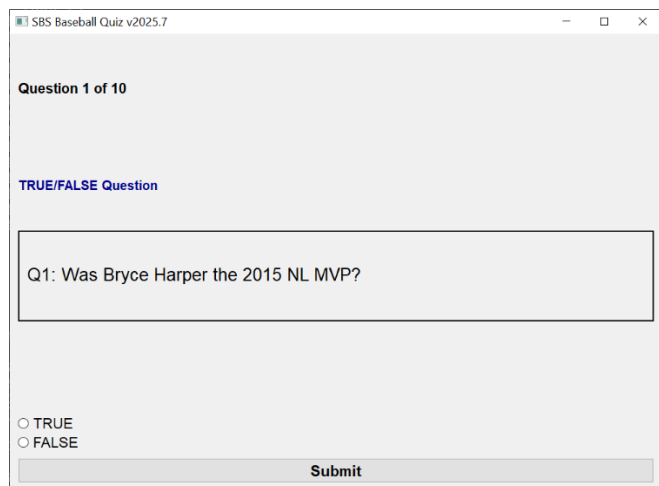 SBS Baseball Quiz v2025.7
Question 1 of 10
TRUE/FALSE Question
Q1: Was Bryce Harper the 2015 NL MVP?
TRUE
FALSE
Submit